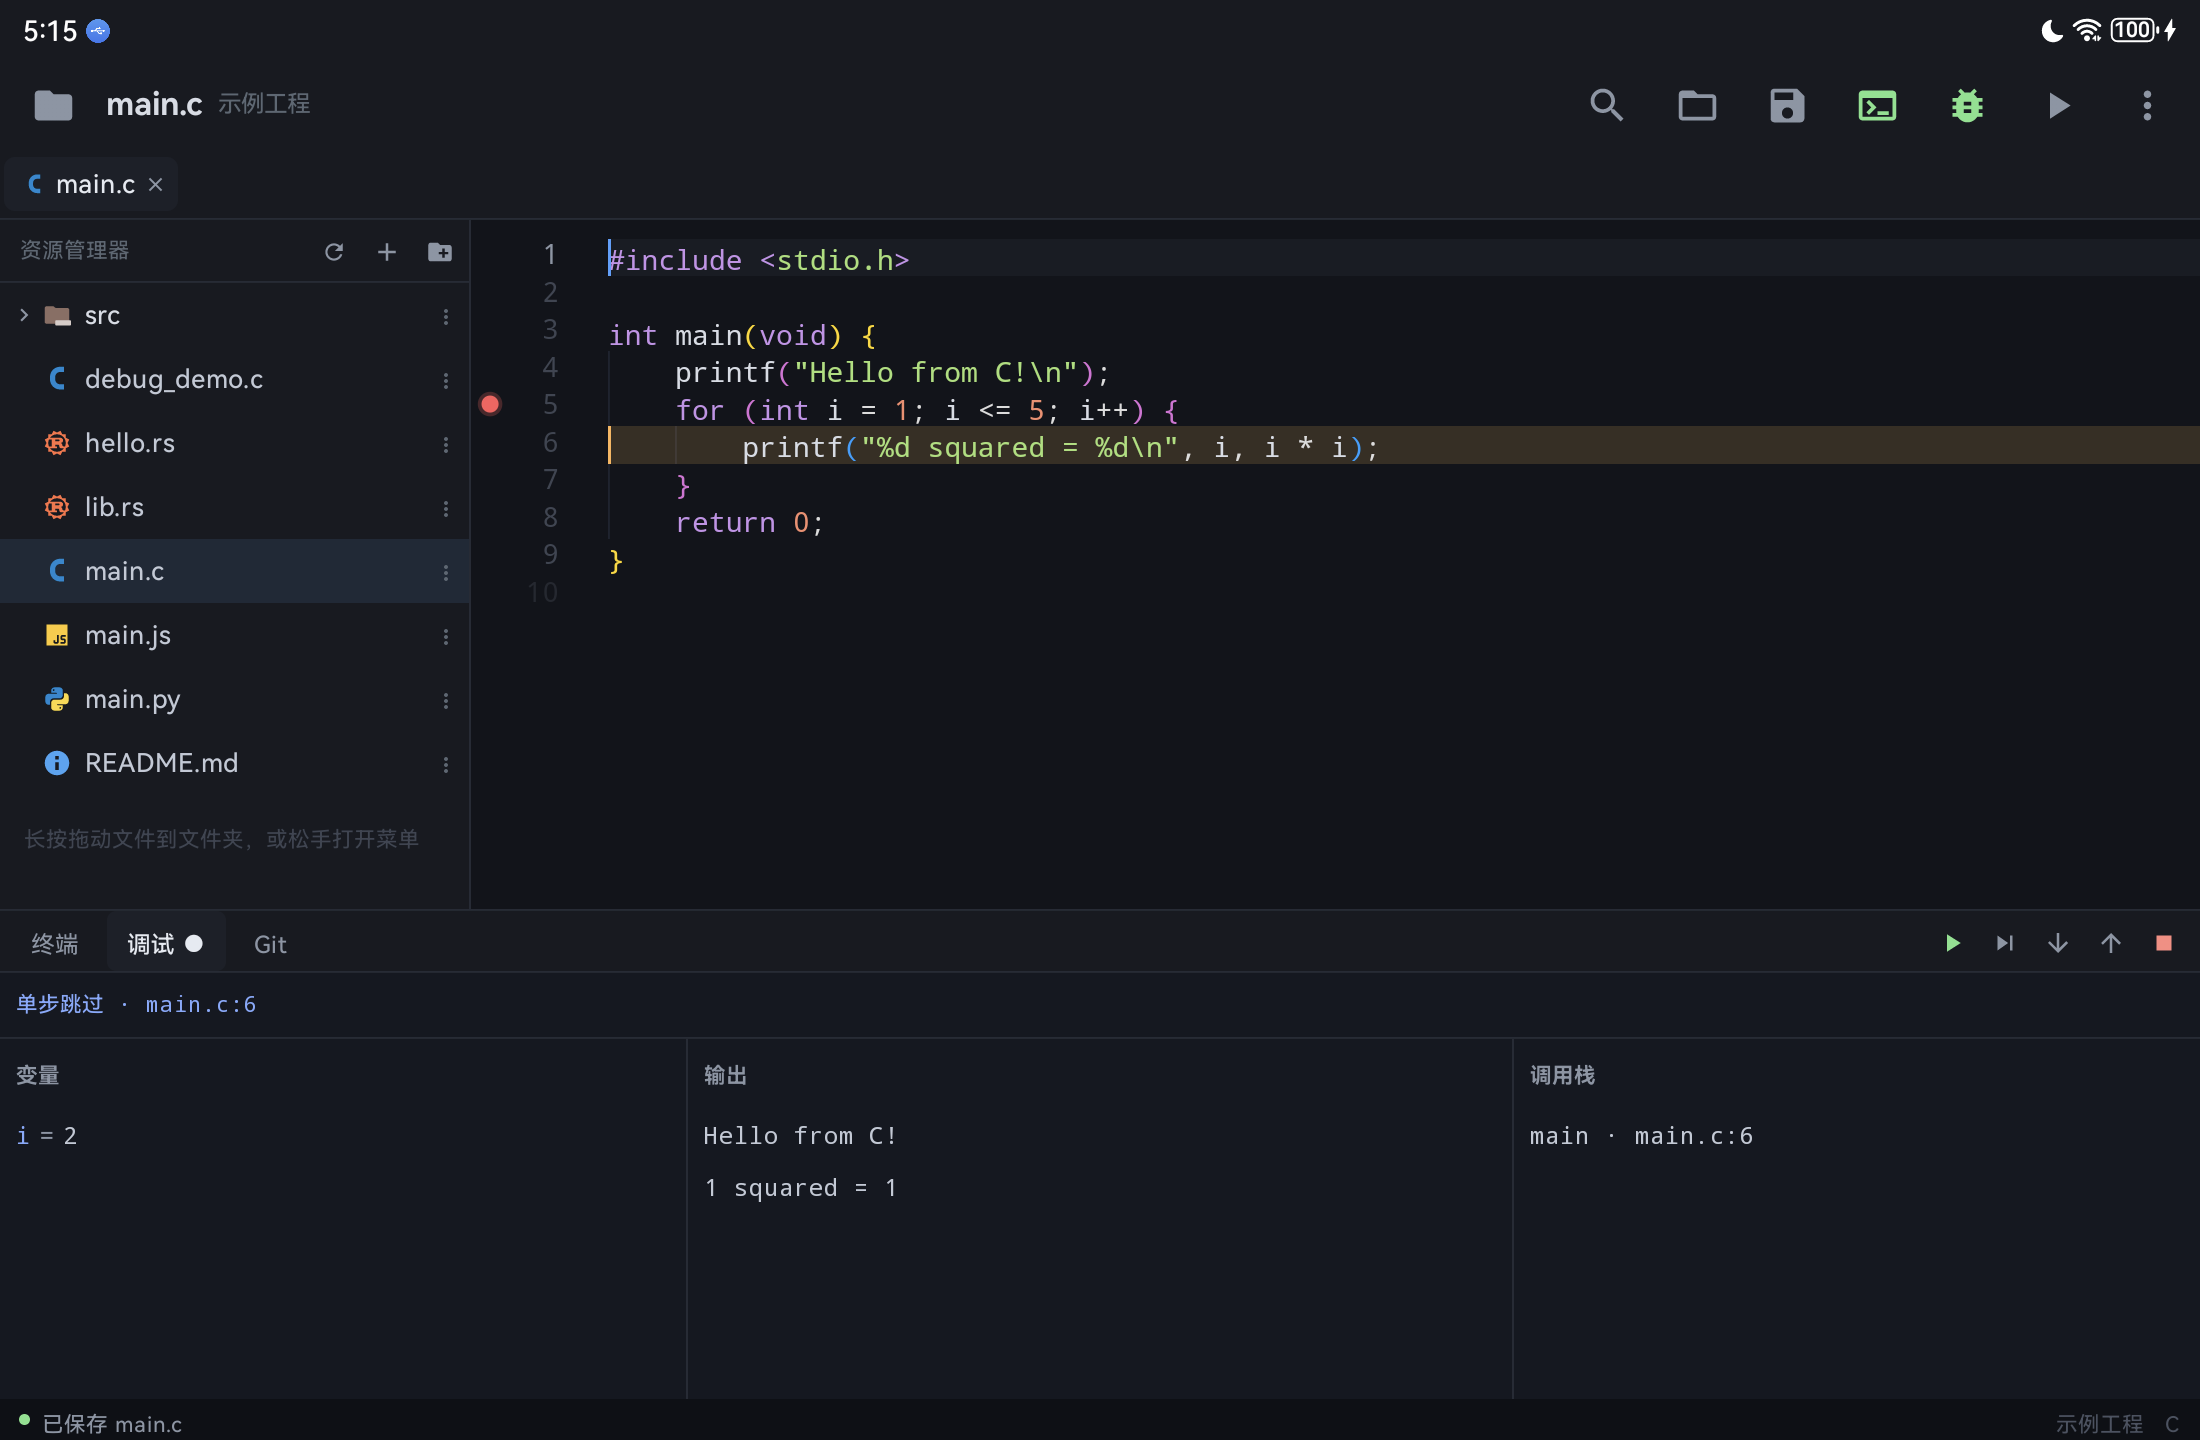 5:15 100
main.c 示例工程
main.c
资源管理器
src
debug_demo.c
hello.rs
lib.rs
main.c
main.js
main.py
README.md
长按拖动文件到文件夹，或松手打开菜单
1 #include <stdio.h>
2
3 int main(void) {
4     printf("Hello from C!\n");
5     for (int i = 1; i <= 5; i++) {
6         printf("%d squared = %d\n", i, i * i);
7     }
8     return 0;
9 }
10
终端 调试 Git
单步跳过 · main.c:6
变量
i = 2
输出
Hello from C!
1 squared = 1
调用栈
main · main.c:6
已保存 main.c
示例工程 C